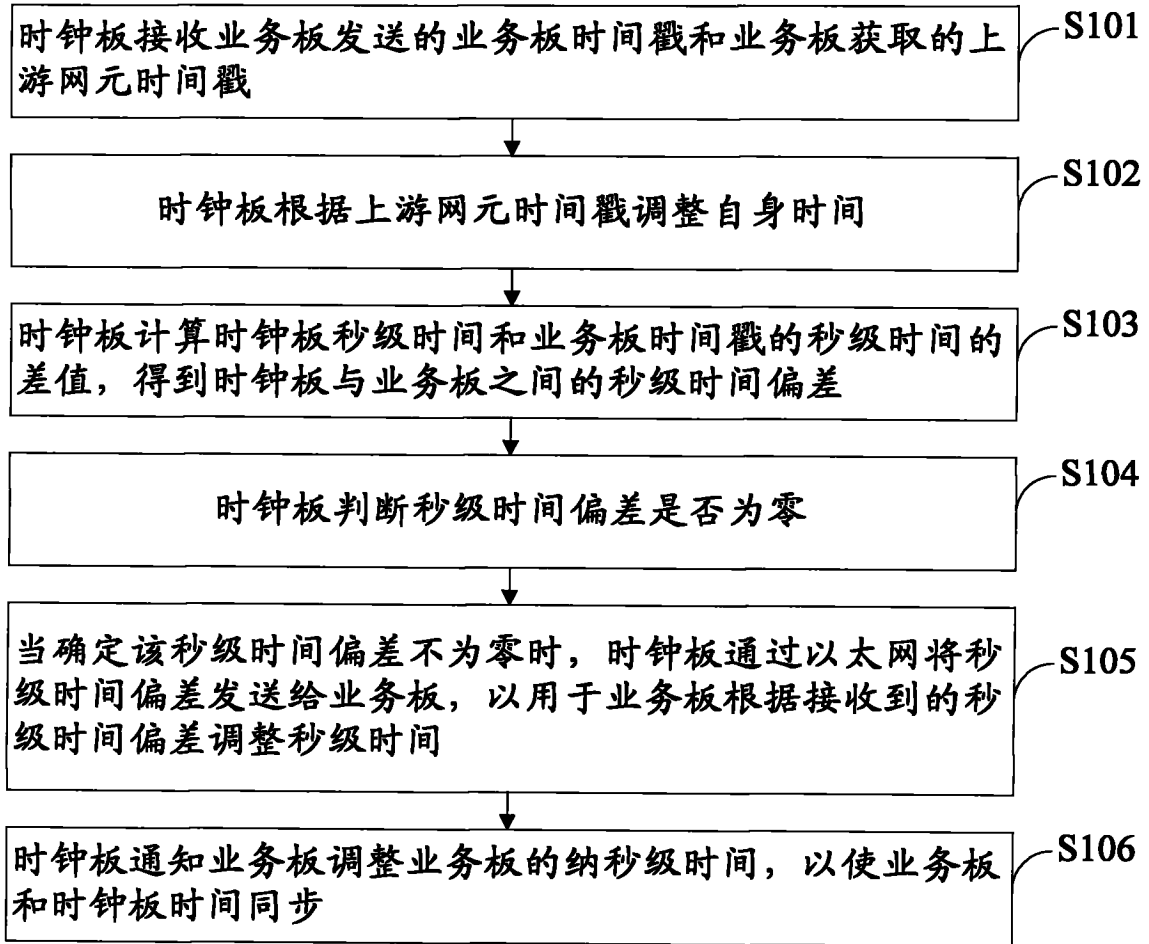 时钟板接收业务板发送的业务板时间戳和业务板获取的上
游网元时间戳
S101
时钟板根据上游网元时间戳调整自身时间
S102
时钟板计算时钟板秒级时间和业务板时间戳的秒级时间的
差值，得到时钟板与业务板之间的秒级时间偏差
S103
时钟板判断秒级时间偏差是否为零
S104
当确定该秒级时间偏差不为零时，时钟板通过以太网将秒
级时间偏差发送给业务板，以用于业务板根据接收到的秒
级时间偏差调整秒级时间
S105
时钟板通知业务板调整业务板的纳秒级时间，以使业务板
和时钟板时间同步
S106